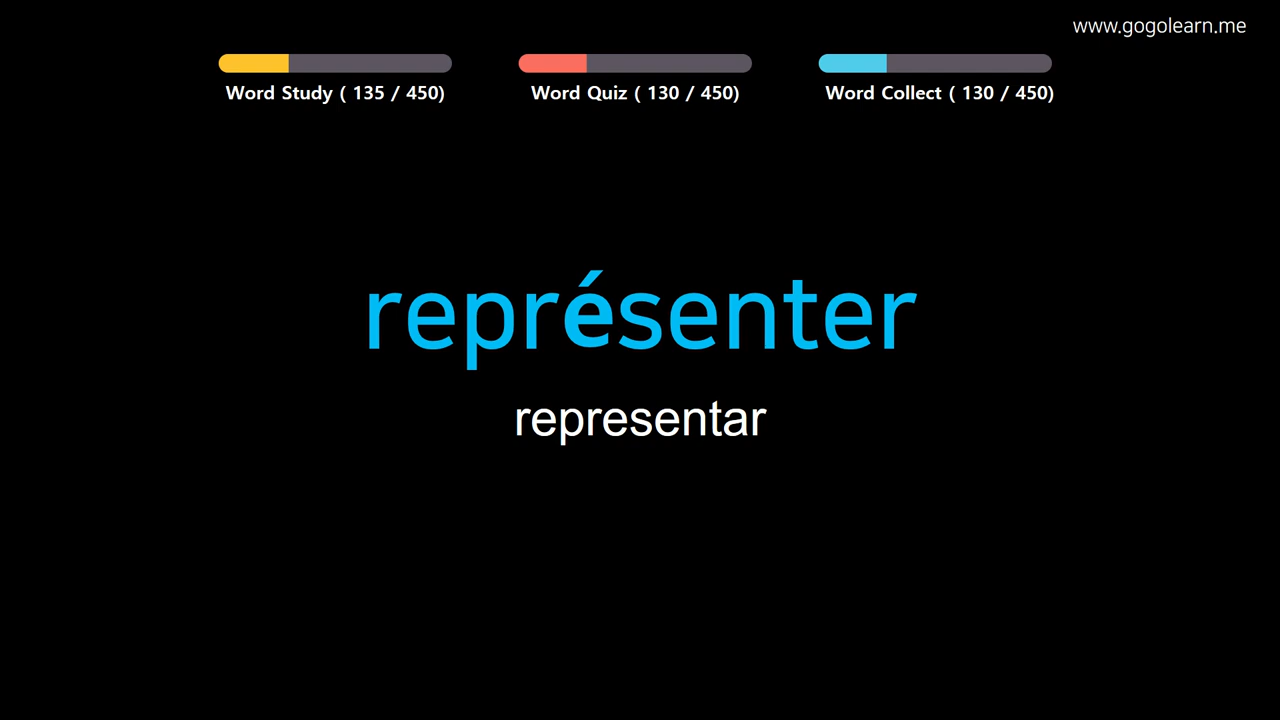 www.gogolearn.me
Word Study ( 135 / 450)
Word Quiz ( 130 / 450)
Word Collect ( 130 / 450)
représenter
representar